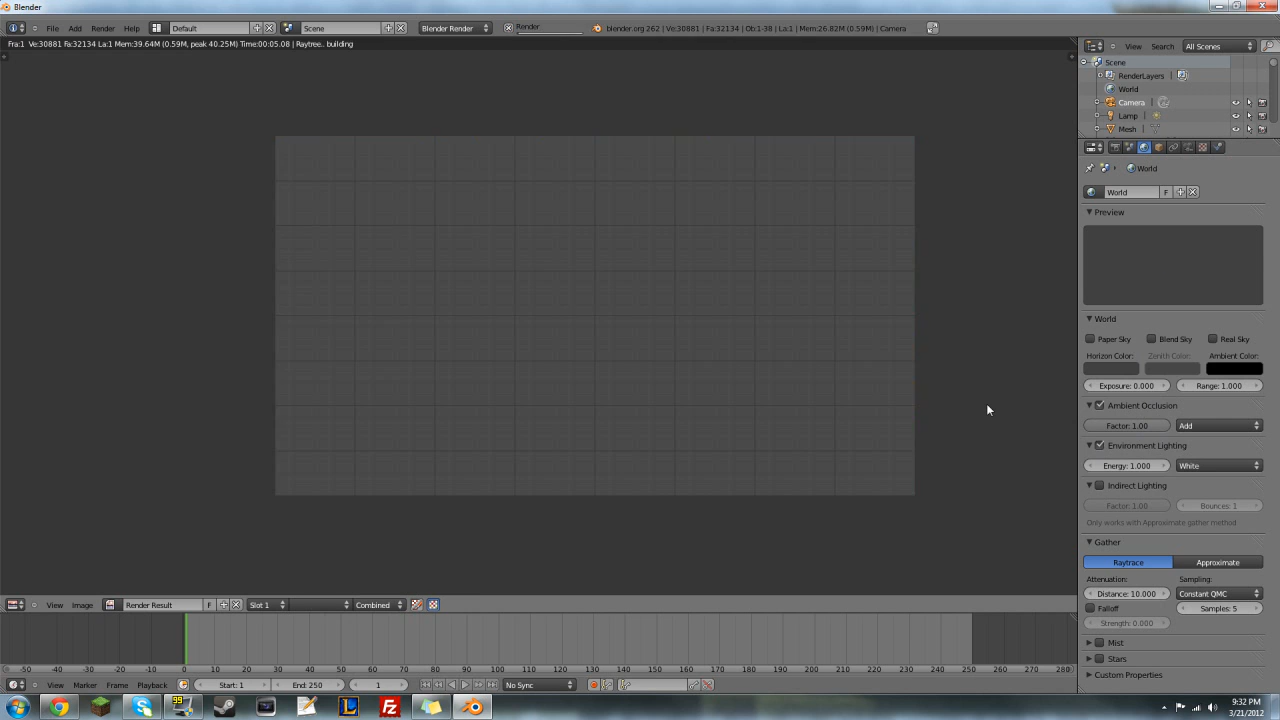 Blender
File Add Render Help Default Scene Blender Render Render blender.org 262 | Ve:30881 | Fa:32134 | Ob:1-38 | La:1 | Mem:26.82M (0.59M) | Camera View Search All Scenes
Fra:1 Ve:30881 Fa:32134 La:1 Mem:39.64M (0.59M, peak 40.25M) Time:00:05.08 | Raytree.. building
Scene
RenderLayers
World
Camera
Lamp
Mesh
World
World F
Preview
World
Paper Sky Blend Sky Real Sky
Horizon Color: Zenith Color: Ambient Color:
Exposure: 0.000 Range: 1.000
Ambient Occlusion
Factor: 1.00 Add
Environment Lighting
Energy: 1.000 White
Indirect Lighting
Factor: 1.00 Bounces: 1
Only works with Approximate gather method
Gather
Raytrace Approximate
Attenuation: Sampling:
Distance: 10.000 Constant QMC
Falloff Samples: 5
Strength: 0.000
Mist
Stars
Custom Properties
View Image Render Result F Slot 1 Combined
-50 -40 -30 -20 -10 0 10 20 30 40 50 60 70 80 90 100 110 120 130 140 150 160 170 180 190 200 210 220 230 240 250 260 270 280
View Marker Frame Playback Start: 1 End: 250 1 No Sync
99
9:32 PM
3/21/2012